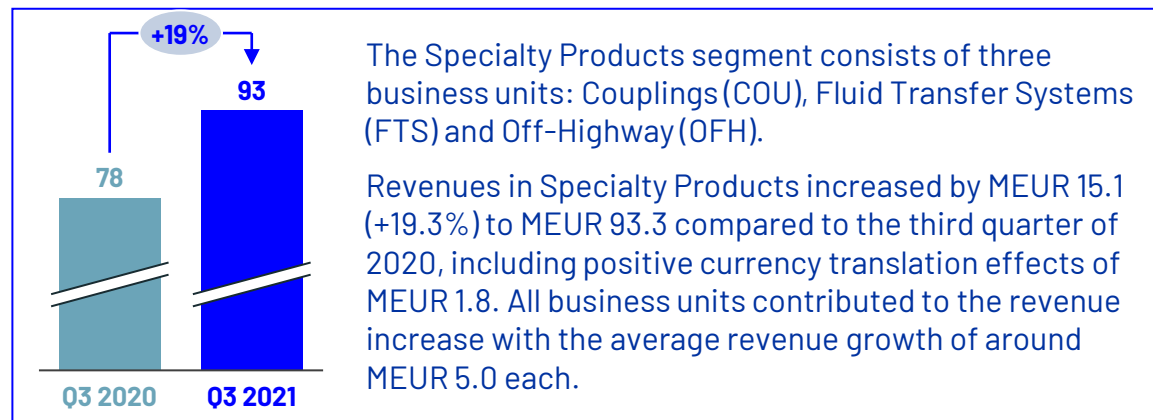 +19%
93
78
Q3 2020
Q3 2021
The Specialty Products segment consists of three
business units: Couplings (COU), Fluid Transfer Systems
(FTS) and Off-Highway (OFH).
Revenues in Specialty Products increased by MEUR 15.1
(+19.3%) to MEUR 93.3 compared to the third quarter of
2020, including positive currency translation effects of
MEUR 1.8. All business units contributed to the revenue
increase with the average revenue growth of around
MEUR 5.0 each.